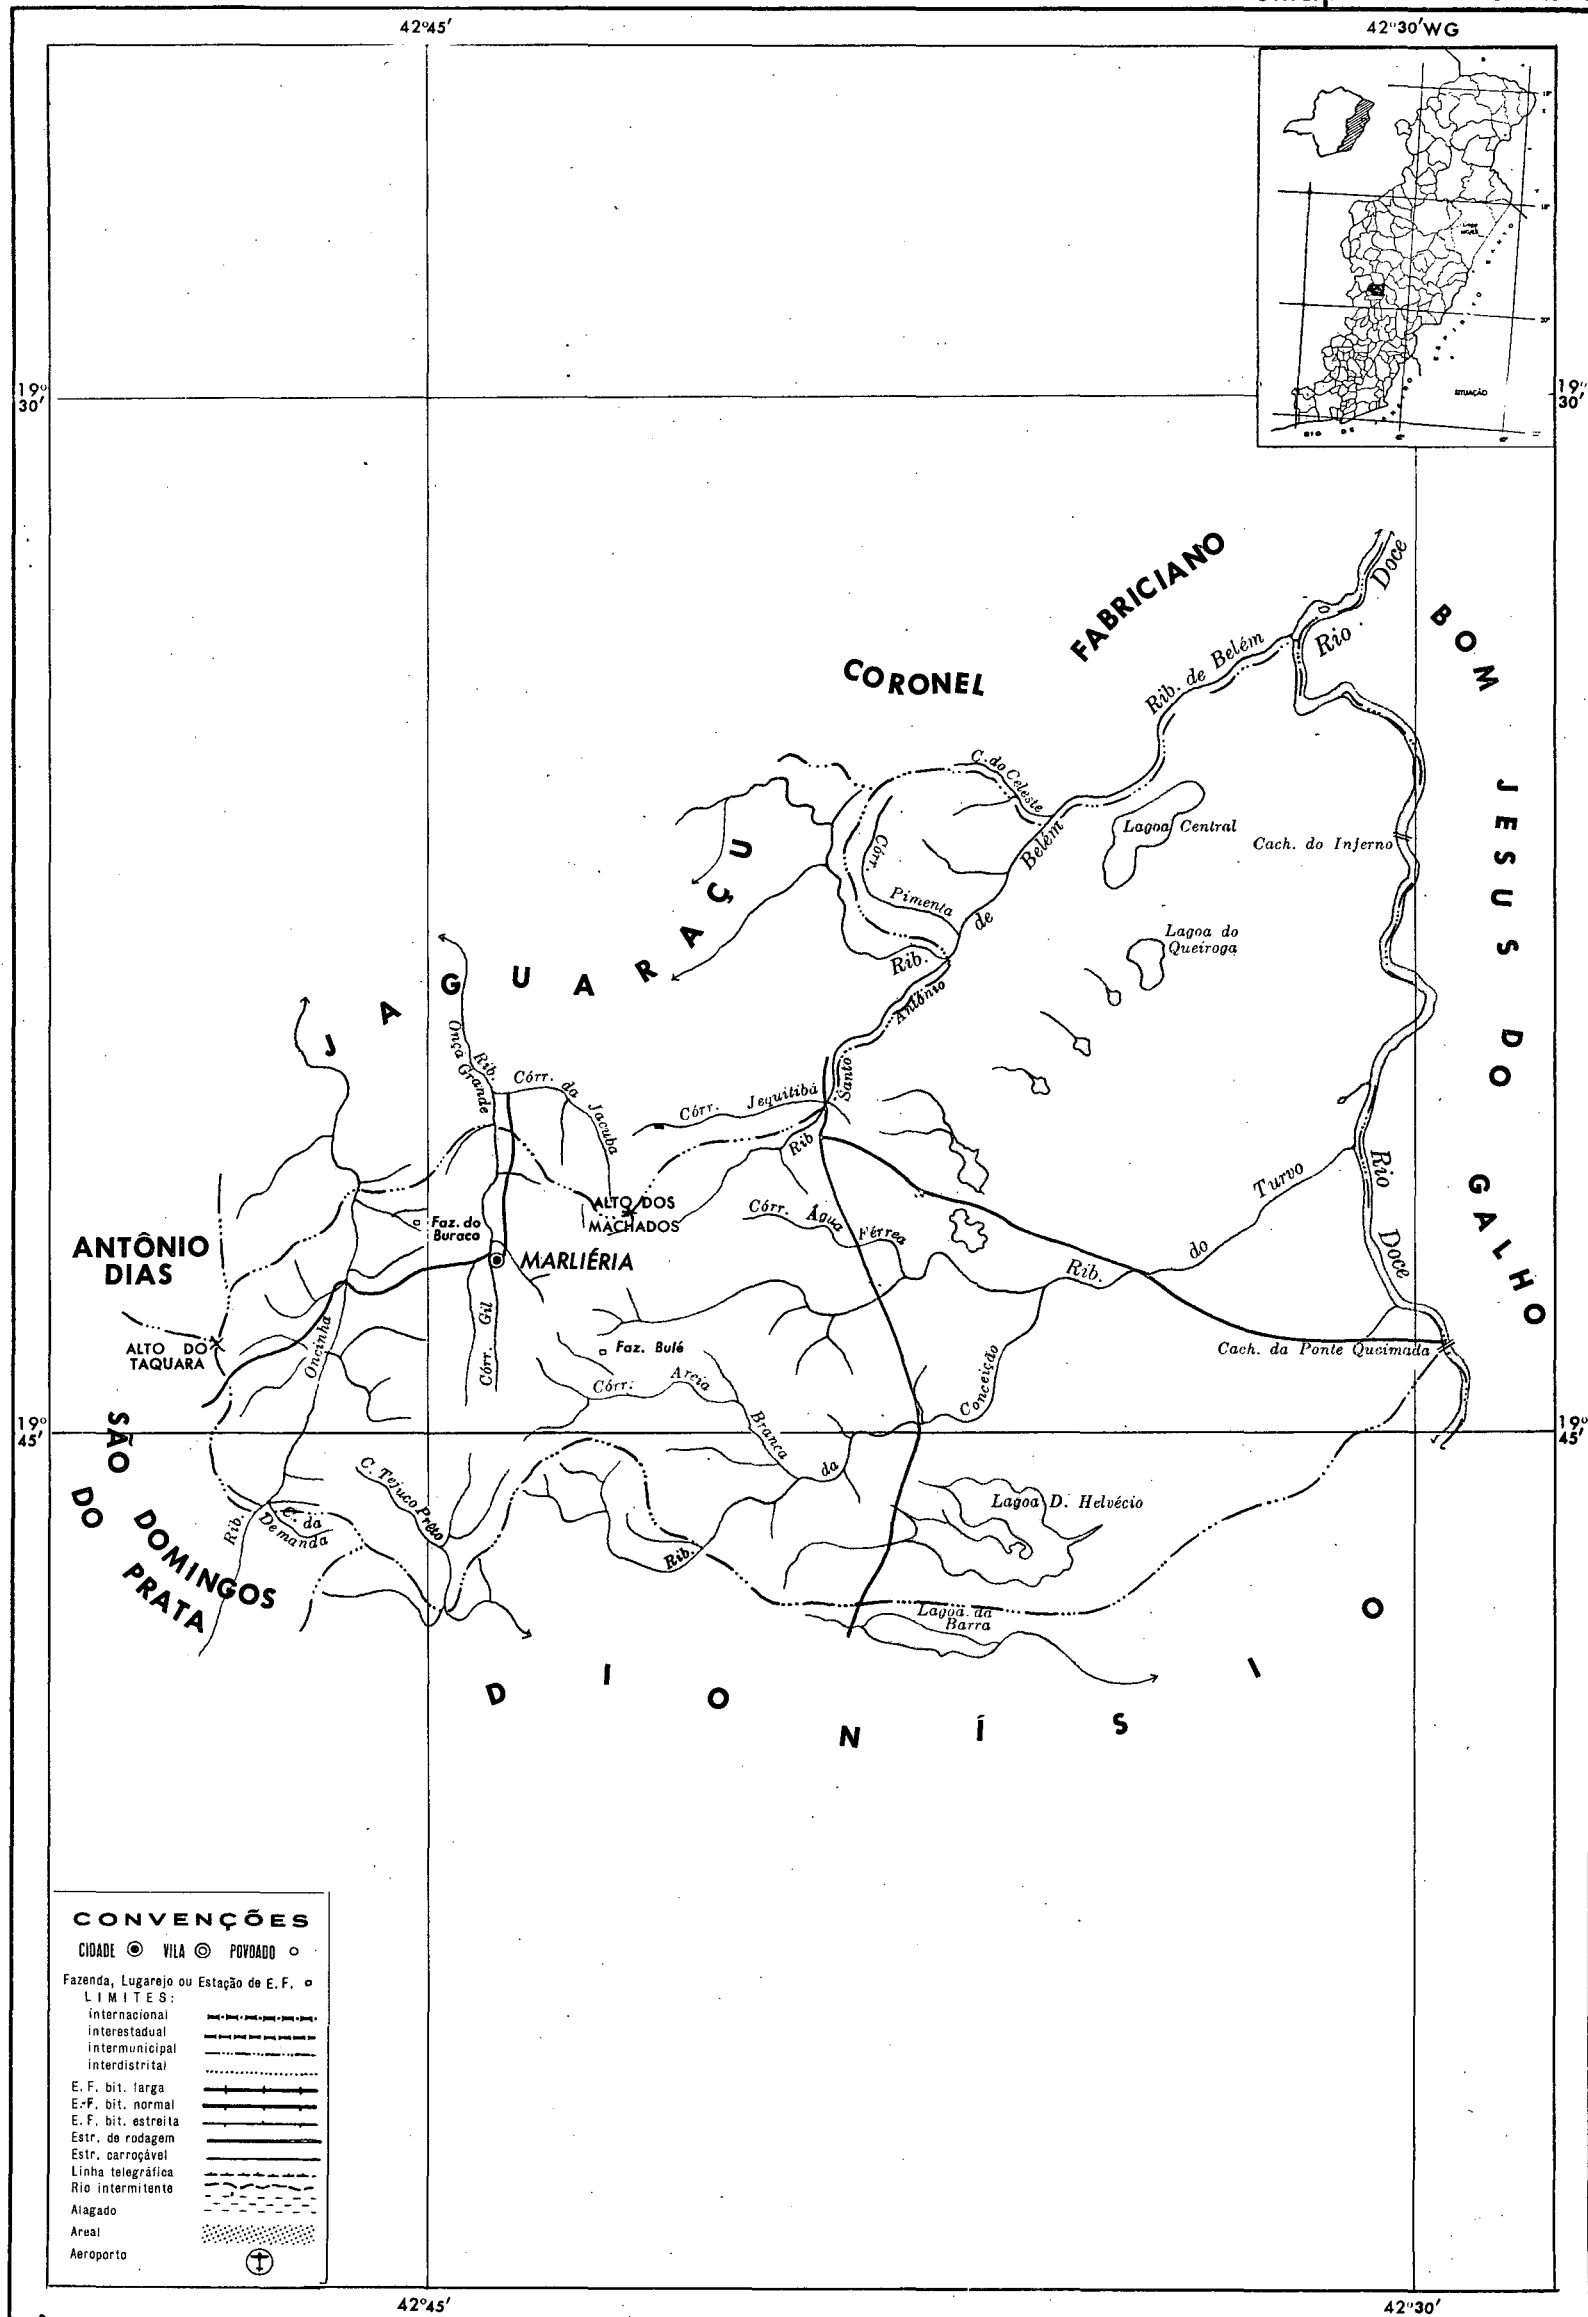 42°45′
42°30′WG
19°
30′
19°
30′
SITUAÇÃO
CORONEL
FABRICIANO
BOM
JESUS DO
GALHO
Rio
Doce
Rib. de Belém
C. do Celeste
Lagoa Central
Cach. do Inferno
Córr.
Pimenta
Rib.
de
Belém
Lagoa do
Queiroga
JAGUARAÇU
Rib.
Onça Grande
Córr. da Jacuba
Córr. Jequitibá
Rib
Santo
Antônio
ALTO DOS
MACHADOS
Faz. do
Buraco
MARLIÉRIA
ANTÔNIO
DIAS
ALTO DO
TAQUARA
Córr. Água Férrea
Rib. do Turvo
Rio
Doce
Cach. da Ponte Queimada
Oncinha
Córr. Gil
Faz. Bulé
Córr. Areia
Branca
da
Conceição
19°
45′
19°
45′
SÃO
DOMINGOS
DO
PRATA
Rib.
C. da
Demanda
C. Tejuco Prêto
Rib.
Lagoa D. Helvécio
Lagoa da
Barra
DIONÍSIO
CONVENÇÕES
CIDADE VILA POVOADO
Fazenda, Lugarejo ou Estação de E. F.
LIMITES:
internacional
interestadual
intermunicipal
interdistrital
E. F. bit. larga
E. F. bit. normal
E. F. bit. estreita
Estr. de rodagem
Estr. carroçável
Linha telegráfica
Rio intermitente
Alagado
Areal
Aeroporto
42°45′
42°30′